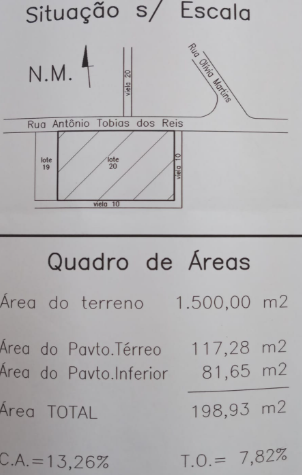 Situação s/ Escala
N.M.
viela 20
Rua Olivia Martins
Rua Antônio Tobias dos Reis
lote 19
lote 20
viela 10
viela 10
Quadro de Áreas
Área do terreno 1.500,00 m2
Área do Pavto.Térreo 117,28 m2
Área do Pavto.Inferior 81,65 m2
Área TOTAL 198,93 m2
C.A.=13,26% T.O.= 7,82%